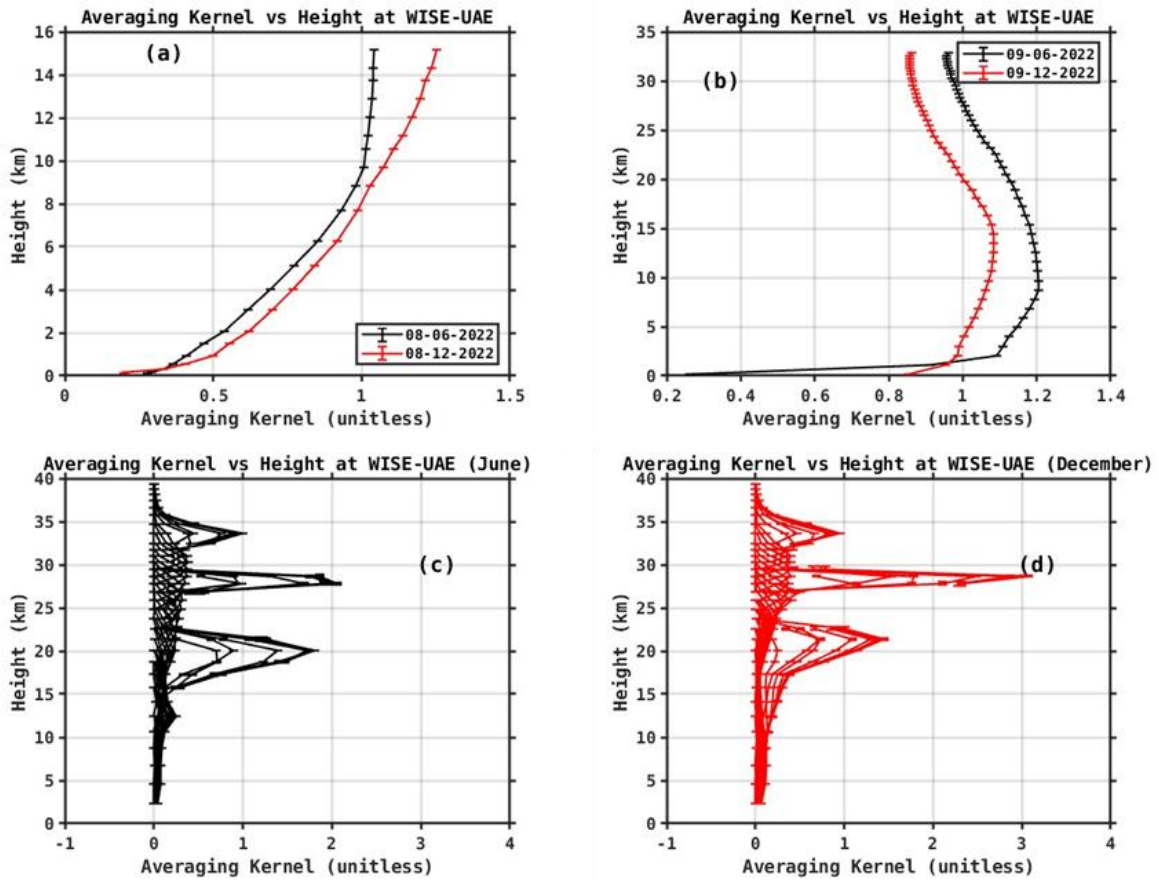 Averaging Kernel vs Height at WISE-UAE
16
14
12
10
8
6
4
2
0
Height (km)
(a)
08-06-2022
08-12-2022
0 0.5 1 1.5
Averaging Kernel (unitless)
Averaging Kernel vs Height at WISE-UAE
35
30
25
20
15
10
5
0
Height (km)
(b)
09-06-2022
09-12-2022
0.2 0.4 0.6 0.8 1 1.2 1.4
Averaging Kernel (unitless)
Averaging Kernel vs Height at WISE-UAE (June)
40
35
30
25
20
15
10
5
0
Height (km)
(c)
-1 0 1 2 3 4
Averaging Kernel (unitless)
Averaging Kernel vs Height at WISE-UAE (December)
40
35
30
25
20
15
10
5
0
Height (km)
(d)
-1 0 1 2 3 4
Averaging Kernel (unitless)